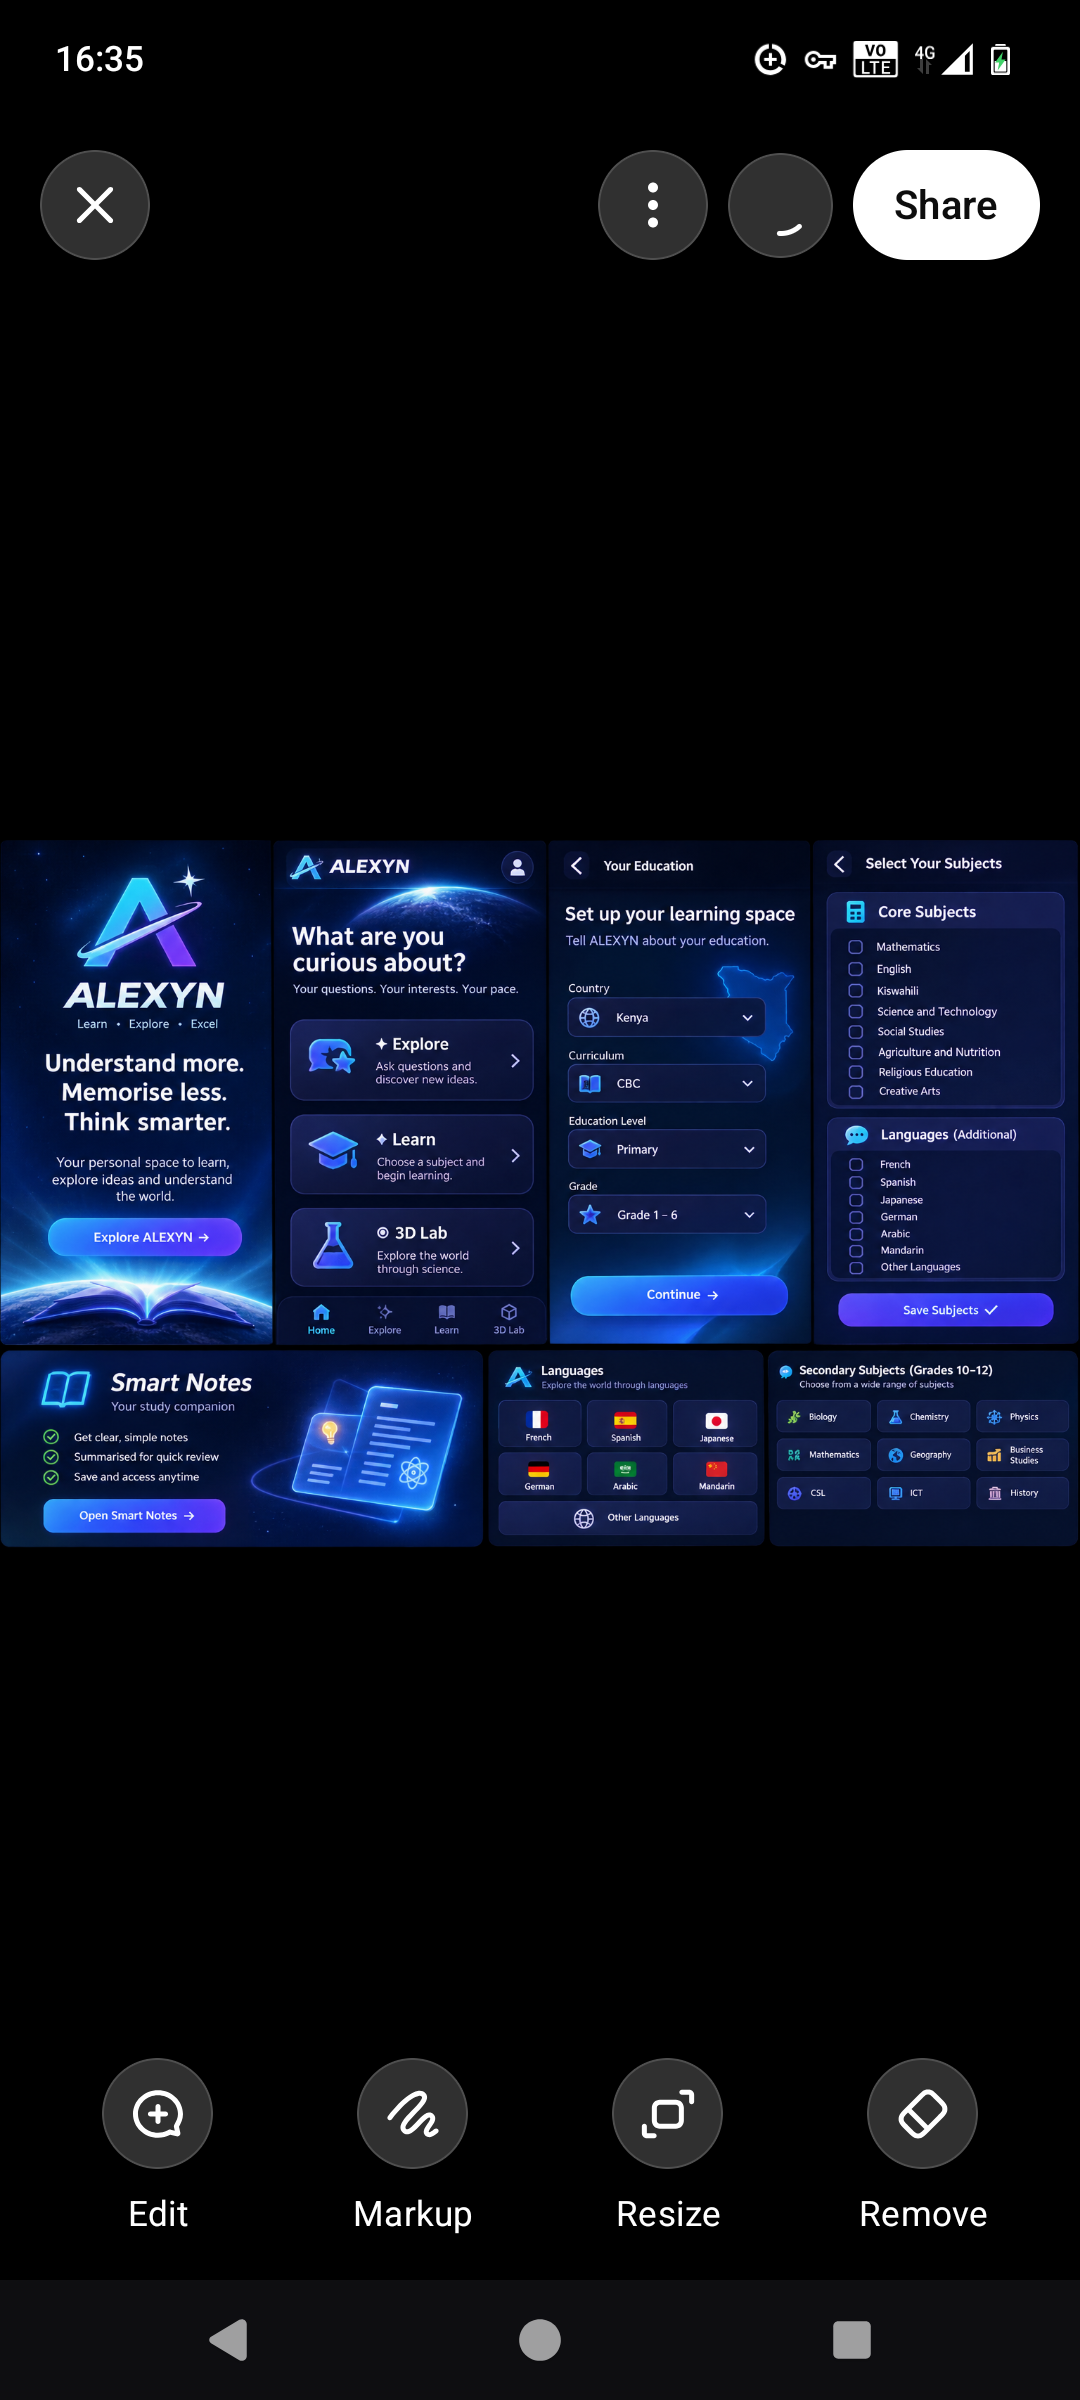 16:35
VO
LTE
4G
Share
ALEXYN
Learn • Explore • Excel
Understand more.
Memorise less.
Think smarter.
Your personal space to learn,
explore ideas and understand
the world.
Explore ALEXYN →
ALEXYN
What are you
curious about?
Your questions. Your interests. Your pace.
Explore
Ask questions and
discover new ideas.
Learn
Choose a subject and
begin learning.
3D Lab
Explore the world
through science.
Home
Explore
Learn
3D Lab
Your Education
Set up your learning space
Tell ALEXYN about your education.
Country
Kenya
Curriculum
CBC
Education Level
Primary
Grade
Grade 1 – 6
Continue →
Select Your Subjects
Core Subjects
Mathematics
English
Kiswahili
Science and Technology
Social Studies
Agriculture and Nutrition
Religious Education
Creative Arts
Languages (Additional)
French
Spanish
Japanese
German
Arabic
Mandarin
Other Languages
Save Subjects ✓
Smart Notes
Your study companion
Get clear, simple notes
Summarised for quick review
Save and access anytime
Open Smart Notes →
Languages
Explore the world through languages
French
Spanish
Japanese
German
Arabic
Mandarin
Other Languages
Secondary Subjects (Grades 10–12)
Choose from a wide range of subjects
Biology
Chemistry
Physics
Mathematics
Geography
Business
Studies
CSL
ICT
History
Edit
Markup
Resize
Remove